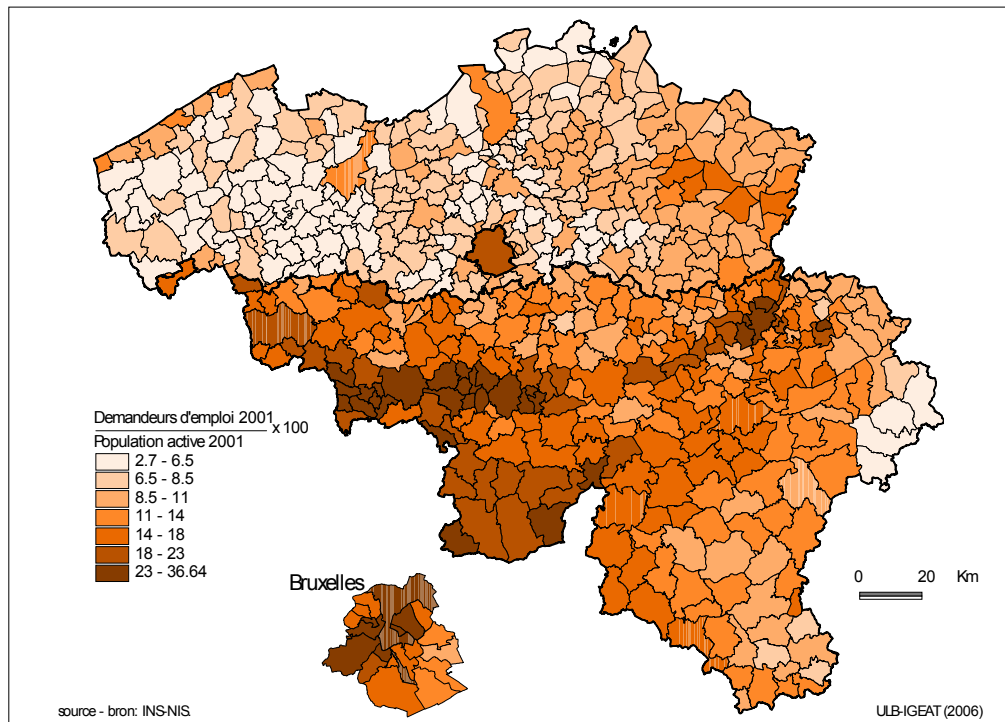 Demandeurs d'emploi 2001
x 100
Population active 2001
2.7 - 6.5
6.5 - 8.5
8.5 - 11
11 - 14
14 - 18
18 - 23
23 - 36.64
Bruxelles
0 20 Km
source - bron: INS-NIS.
ULB-IGEAT (2006)